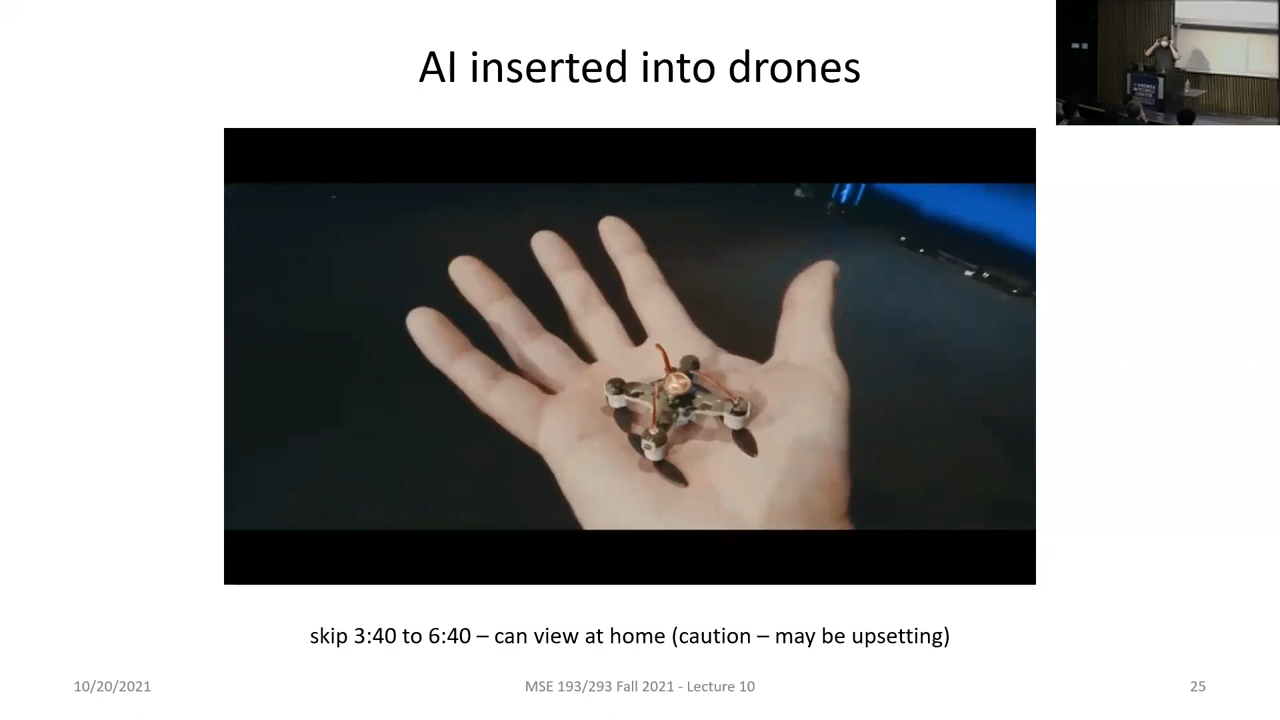 AI inserted into drones
skip 3:40 to 6:40 – can view at home (caution – may be upsetting)
10/20/2021
MSE 193/293 Fall 2021 - Lecture 10
25